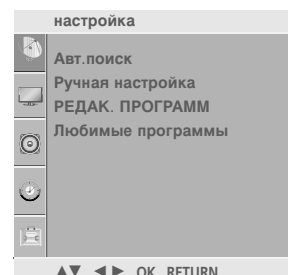 настройка
Авт.поиск
Ручная настройка
РЕДАК. ПРОГРАММ
Любимые программы
▲▼ ◀ ▶ OK RETURN